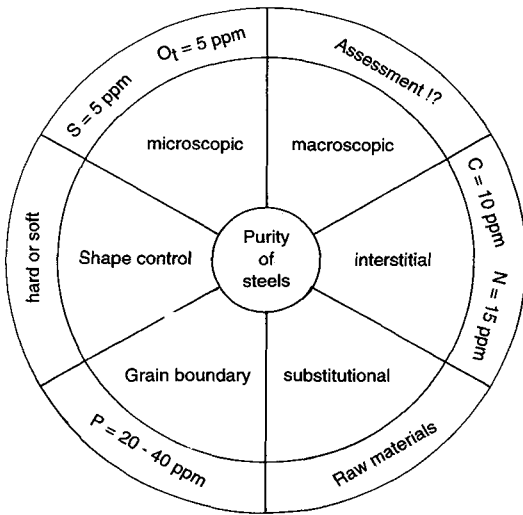 O₁ = 5 ppm
S = 5 ppm
Assessment !?
microscopic
macroscopic
C = 10 ppm
N = 15 ppm
hard or soft
Shape control
Purity
of
steels
interstitial
Grain boundary
substitutional
P = 20 - 40 ppm
Raw materials